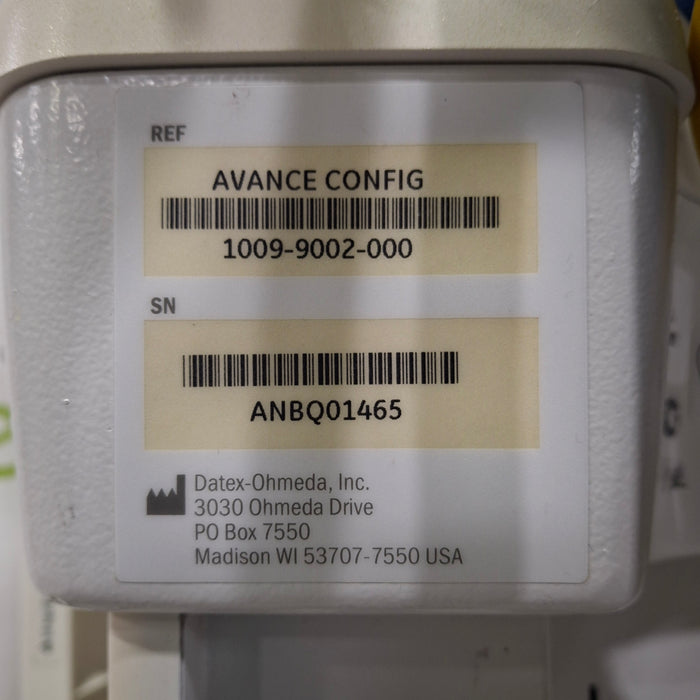 REF
AVANCE CONFIG
1009-9002-000
SN
ANBQ01465
Datex-Ohmeda, Inc.
3030 Ohmeda Drive
PO Box 7550
Madison WI 53707-7550 USA